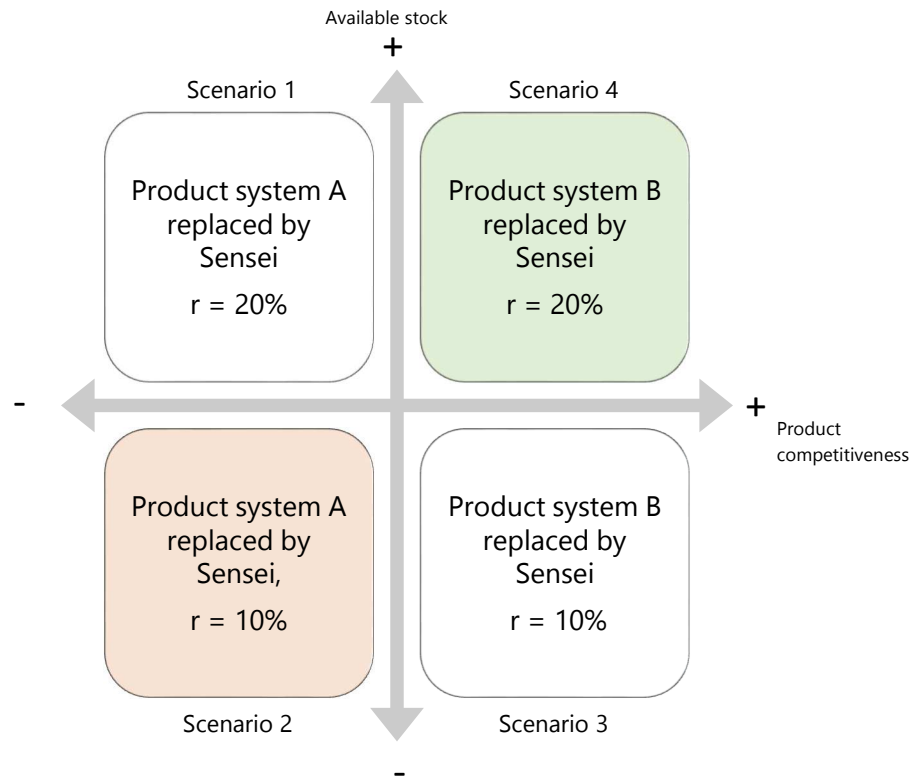 Available stock
+
Scenario 1
Scenario 4
Product system A
replaced by
Sensei
r = 20%
Product system B
replaced by
Sensei
r = 20%
-
+
Product
competitiveness
Product system A
replaced by
Sensei,
r = 10%
Product system B
replaced by
Sensei
r = 10%
Scenario 2
Scenario 3
-